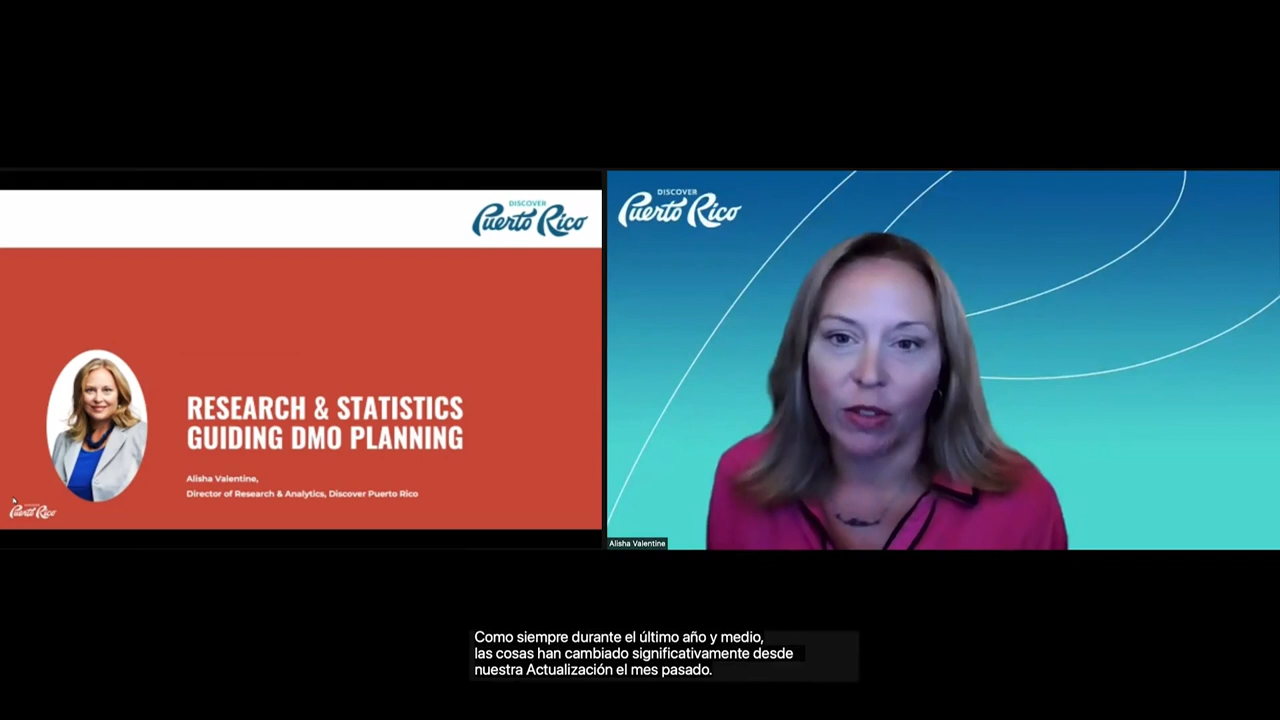 DISCOVER
Puerto Rico
RESEARCH & STATISTICS
GUIDING DMO PLANNING
Alisha Valentine,
Director of Research & Analytics, Discover Puerto Rico
Puerto Rico
DISCOVER
Puerto Rico
Alisha Valentine
Como siempre durante el último año y medio,
las cosas han cambiado significativamente desde
nuestra Actualización el mes pasado.